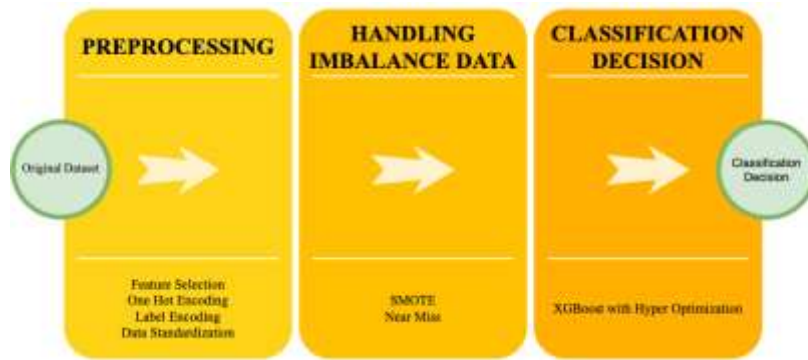 PREPROCESSING
HANDLING
IMBALANCE DATA
CLASSIFICATION
DECISION
Original Dataset
Classification
Decision
Feature Selection
One Hot Encoding
Label Encoding
Data Standardization
SMOTE
Near Miss
XGBoost with Hyper Optimization